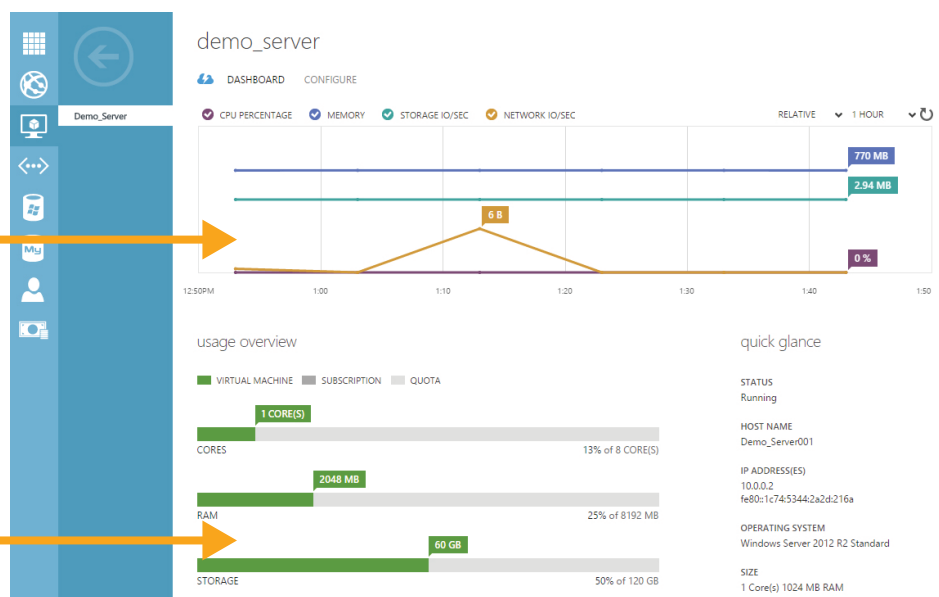 demo_server
DASHBOARD CONFIGURE
Demo_Server
CPU PERCENTAGE MEMORY STORAGE IO/SEC NETWORK IO/SEC RELATIVE 1 HOUR
770 MB
2.94 MB
6 B
My
0 %
12:50PM 1:00 1:10 1:20 1:30 1:40 1:50
usage overview
VIRTUAL MACHINE SUBSCRIPTION QUOTA
1 CORE(S)
CORES 13% of 8 CORE(S)
2048 MB
RAM 25% of 8192 MB
60 GB
STORAGE 50% of 120 GB
quick glance
STATUS
Running
HOST NAME
Demo_Server001
IP ADDRESS(ES)
10.0.0.2
fe80::1c74:5344:2a2d:216a
OPERATING SYSTEM
Windows Server 2012 R2 Standard
SIZE
1 Core(s) 1024 MB RAM